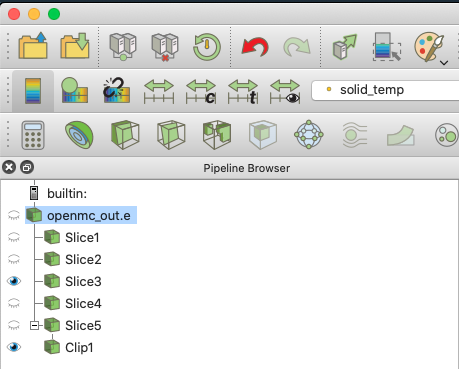 solid_temp
Pipeline Browser
builtin:
openmc_out.e
Slice1
Slice2
Slice3
Slice4
Slice5
Clip1